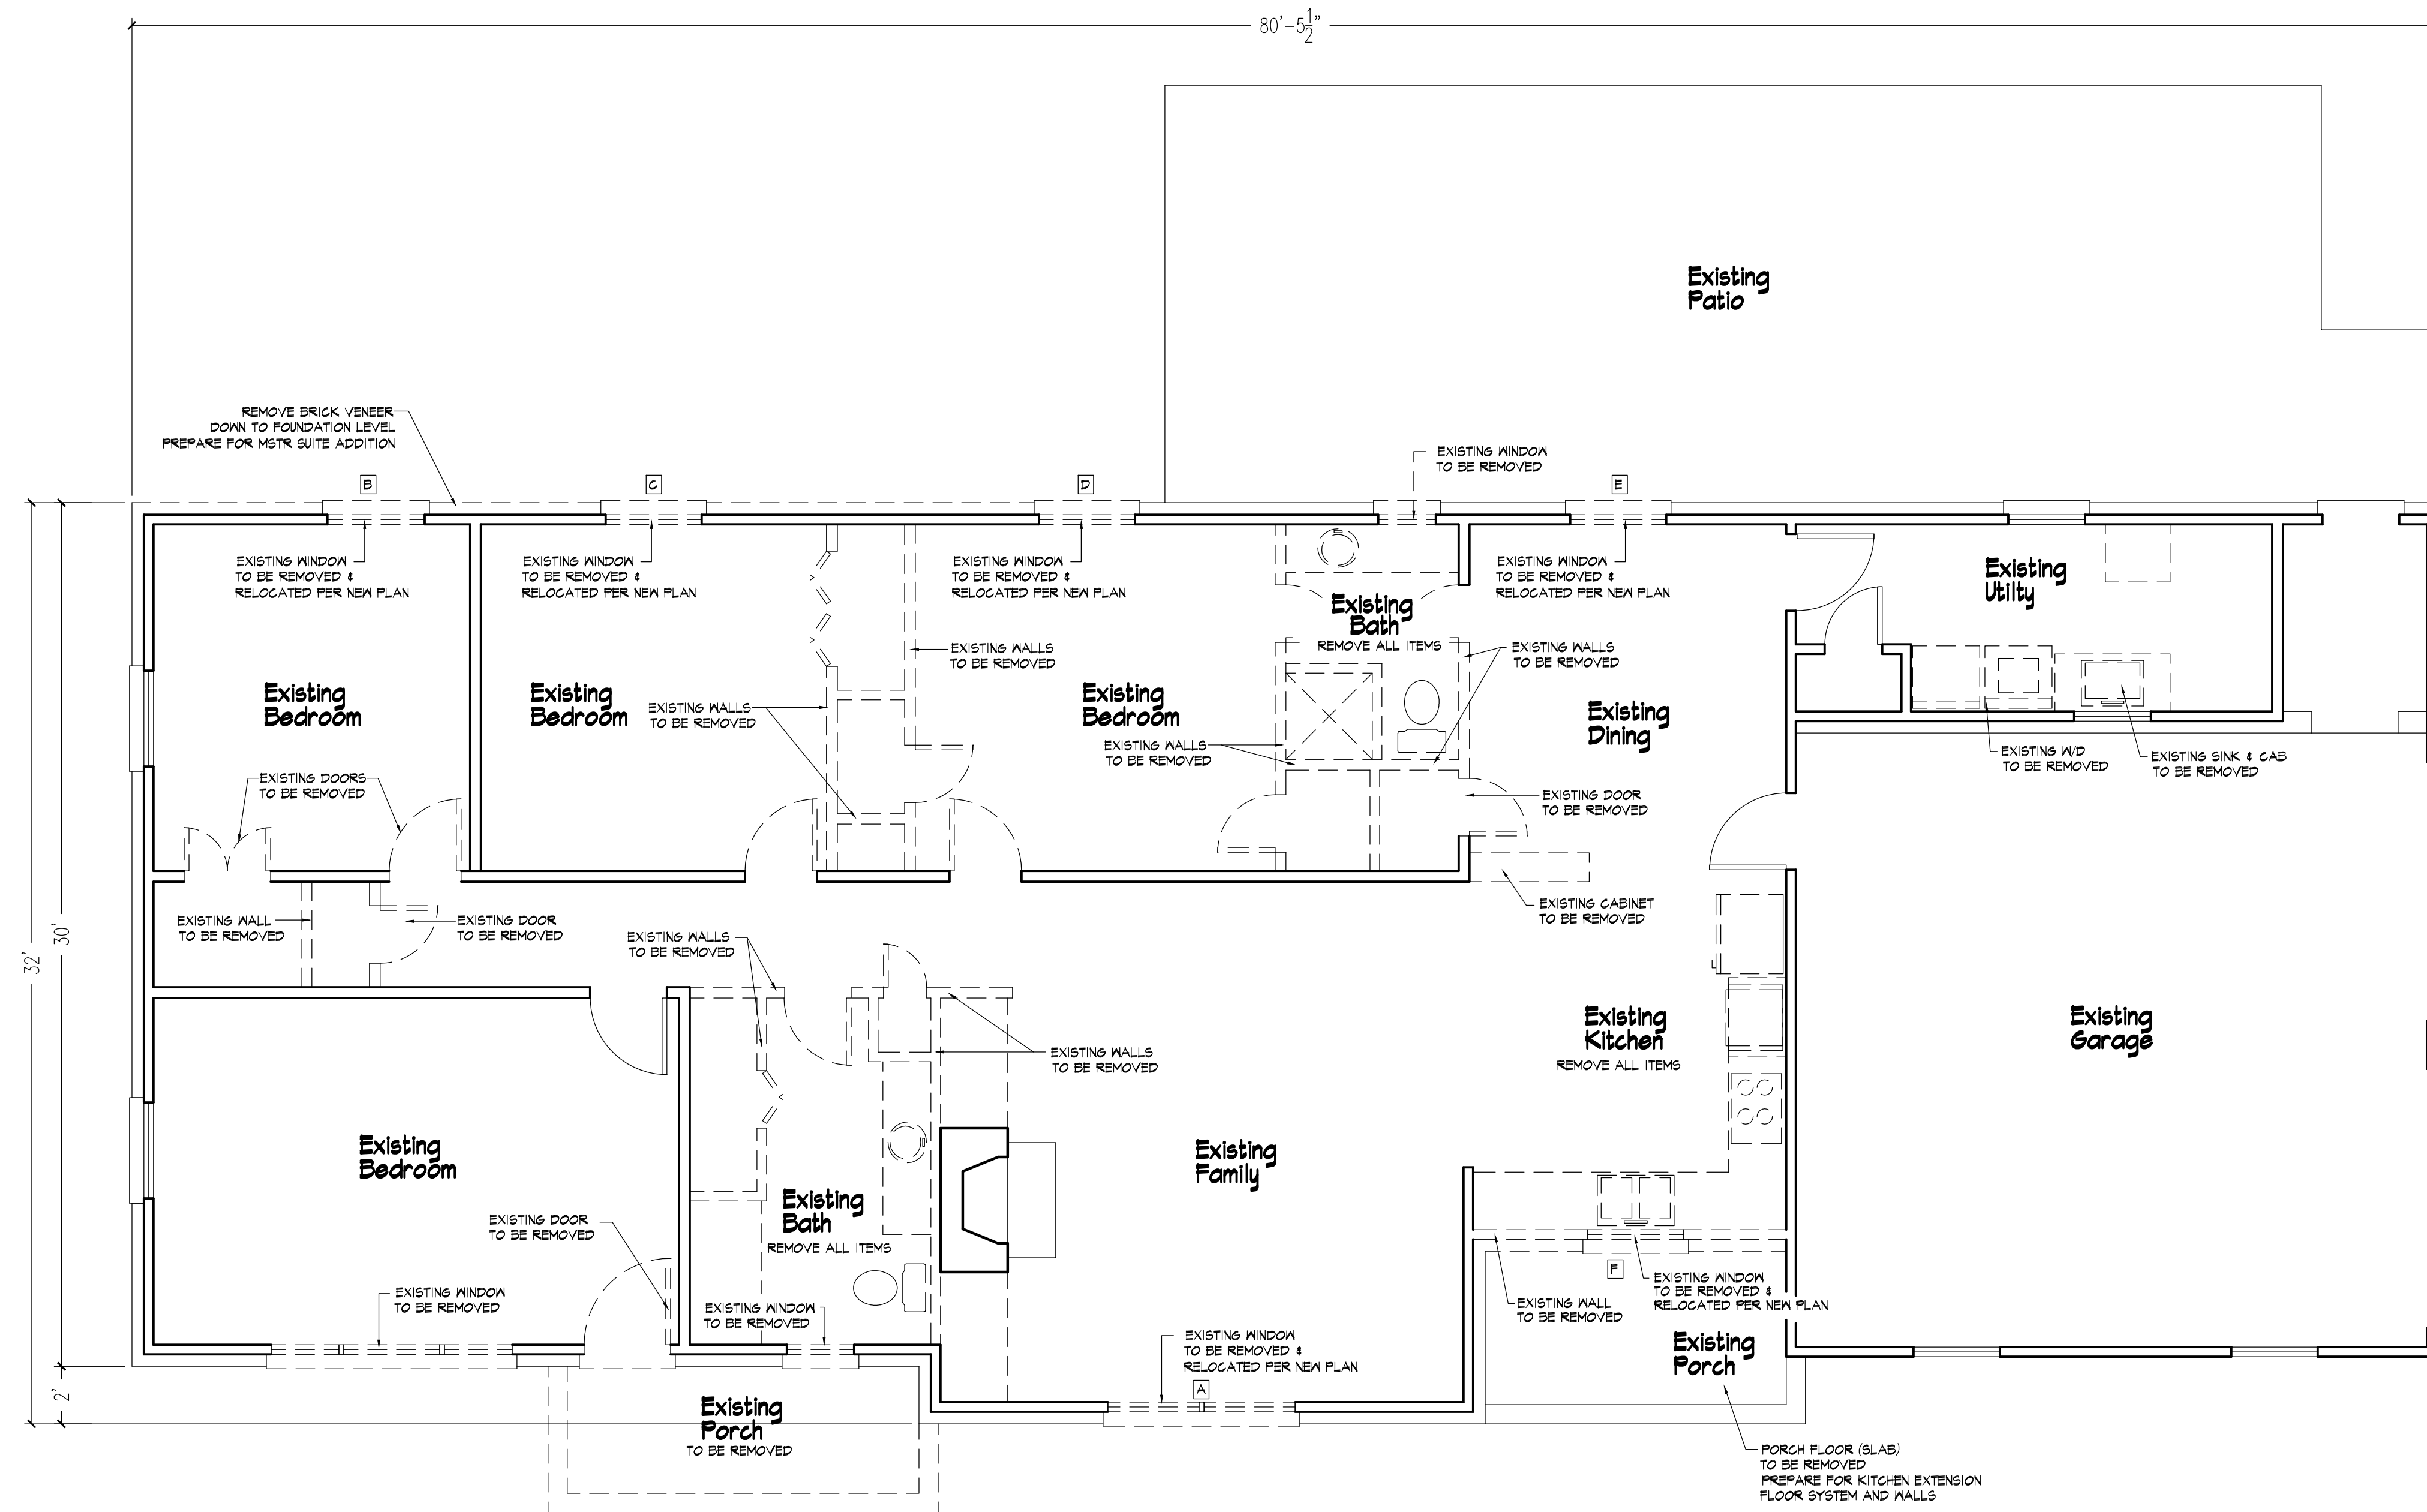 80'-5 1/2"
Existing
Patio
REMOVE BRICK VENEER
DOWN TO FOUNDATION LEVEL
PREPARE FOR MSTR SUITE ADDITION
EXISTING WINDOW
TO BE REMOVED
B
C
D
E
EXISTING WINDOW
TO BE REMOVED &
RELOCATED PER NEW PLAN
EXISTING WINDOW
TO BE REMOVED &
RELOCATED PER NEW PLAN
EXISTING WINDOW
TO BE REMOVED &
RELOCATED PER NEW PLAN
EXISTING WINDOW
TO BE REMOVED &
RELOCATED PER NEW PLAN
Existing
Utilty
Existing
Bath
REMOVE ALL ITEMS
EXISTING WALLS
TO BE REMOVED
EXISTING WALLS
TO BE REMOVED
Existing
Bedroom
Existing
Bedroom
EXISTING WALLS
TO BE REMOVED
Existing
Bedroom
Existing
Dining
EXISTING WALLS
TO BE REMOVED
EXISTING W/D
TO BE REMOVED
EXISTING SINK & CAB
TO BE REMOVED
EXISTING DOORS
TO BE REMOVED
EXISTING DOOR
TO BE REMOVED
EXISTING CABINET
TO BE REMOVED
EXISTING WALL
TO BE REMOVED
EXISTING DOOR
TO BE REMOVED
EXISTING WALLS
TO BE REMOVED
32'
30'
2'
EXISTING WALLS
TO BE REMOVED
Existing
Kitchen
REMOVE ALL ITEMS
Existing
Garage
Existing
Bedroom
Existing
Family
Existing
Bath
REMOVE ALL ITEMS
EXISTING DOOR
TO BE REMOVED
EXISTING WINDOW
TO BE REMOVED
EXISTING WINDOW
TO BE REMOVED
F
EXISTING WINDOW
TO BE REMOVED &
RELOCATED PER NEW PLAN
EXISTING WALL
TO BE REMOVED
EXISTING WINDOW
TO BE REMOVED &
RELOCATED PER NEW PLAN
A
Existing
Porch
Existing
Porch
TO BE REMOVED
PORCH FLOOR (SLAB)
TO BE REMOVED
PREPARE FOR KITCHEN EXTENSION
FLOOR SYSTEM AND WALLS